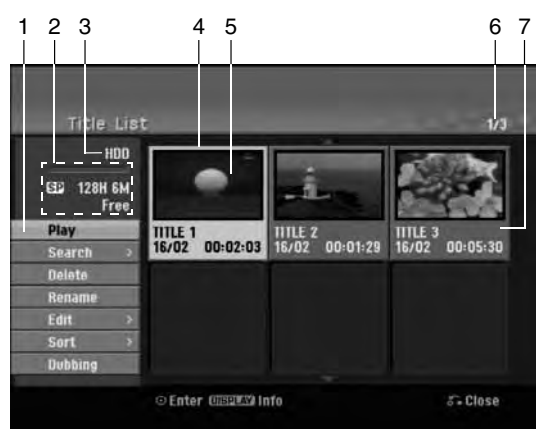 1 2 3 4 5 6 7
Title List
1/3
HDD
SP 128H 6M
Free
Play
Search >
Delete
Rename
Edit >
Sort >
Dubbing
TITLE 1
16/02 00:02:03
TITLE 2
16/02 00:01:29
TITLE 3
16/02 00:05:30
Enter DISPLAY Info
Close